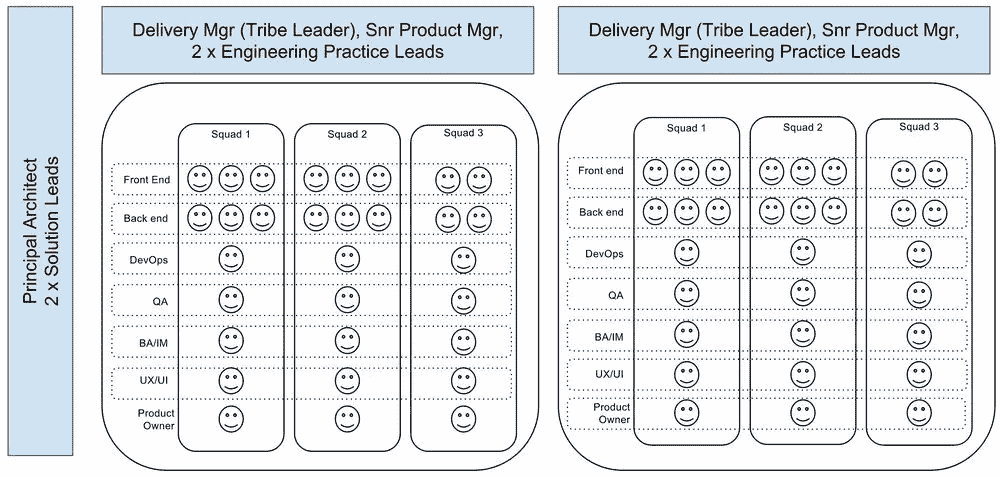 Principal Architect
2 x Solution Leads
Delivery Mgr (Tribe Leader), Snr Product Mgr,
2 x Engineering Practice Leads
Squad 1
Squad 2
Squad 3
Front End
Back end
DevOps
QA
BA/IM
UX/UI
Product
Owner
Delivery Mgr (Tribe Leader), Snr Product Mgr,
2 x Engineering Practice Leads
Squad 1
Squad 2
Squad 3
Front end
Back end
DevOps
QA
BA/IM
UX/UI
Product
Owner